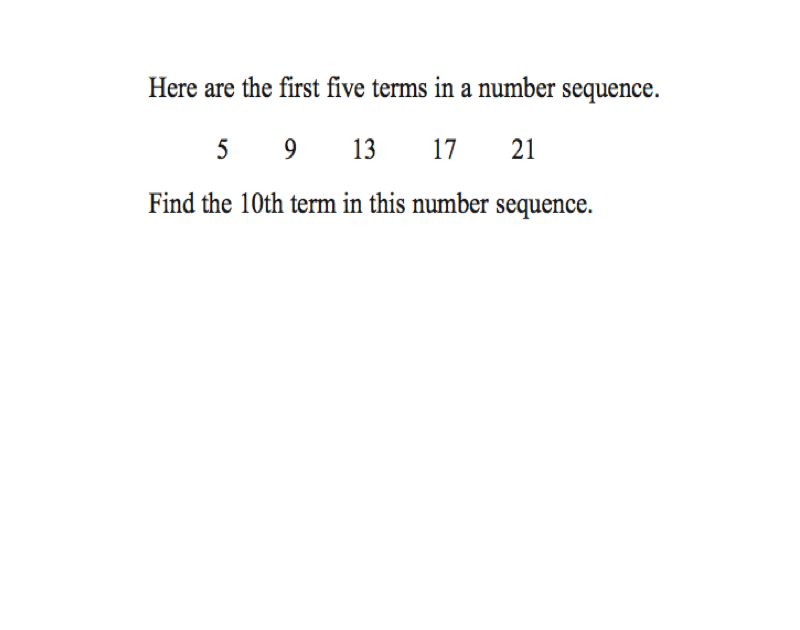 Here are the first five terms in a number sequence.
5 9 13 17 21
Find the 10th term in this number sequence.